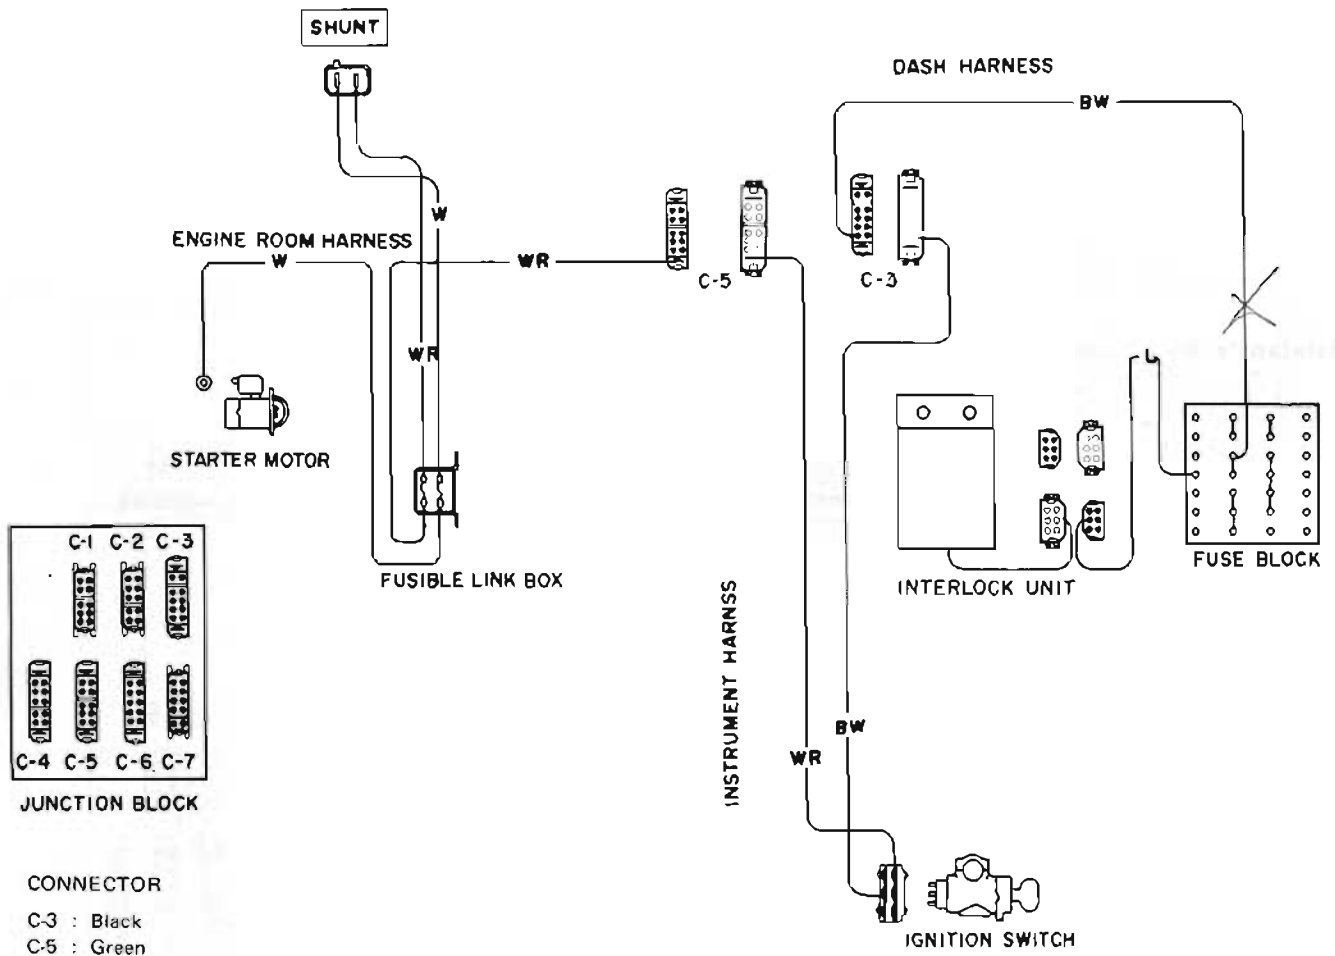 SHUNT
DASH HARNESS
BW
W
ENGINE ROOM HARNESS
W
WR
C-5
C-3
WR
L
STARTER MOTOR
C-1 C-2 C-3
FUSIBLE LINK BOX
INTERLOCK UNIT
FUSE BLOCK
INSTRUMENT HARNSS
BW
WR
C-4 C-5 C-6 C-7
JUNCTION BLOCK
CONNECTOR
C-3 : Black
C-5 : Green
IGNITION SWITCH